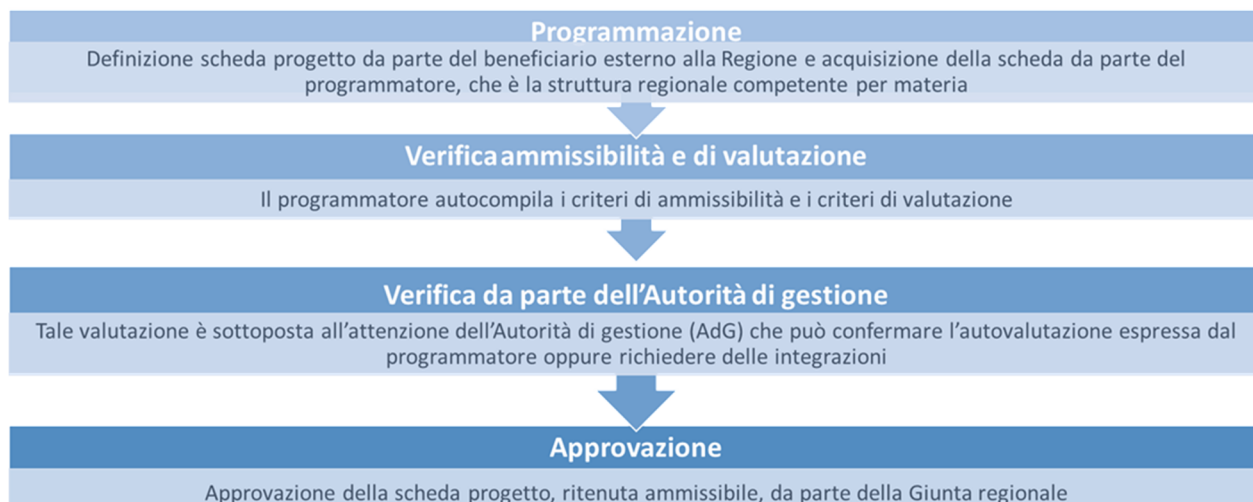 Programmazione
Definizione scheda progetto da parte del beneficiario esterno alla Regione e acquisizione della scheda da parte del
programmatore, che è la struttura regionale competente per materia
Verifica ammissibilità e di valutazione
Il programmatore autocompila i criteri di ammissibilità e i criteri di valutazione
Verifica da parte dell'Autorità di gestione
Tale valutazione è sottoposta all'attenzione dell'Autorità di gestione (AdG) che può confermare l'autovalutazione espressa dal
programmatore oppure richiedere delle integrazioni
Approvazione
Approvazione della scheda progetto, ritenuta ammissibile, da parte della Giunta regionale